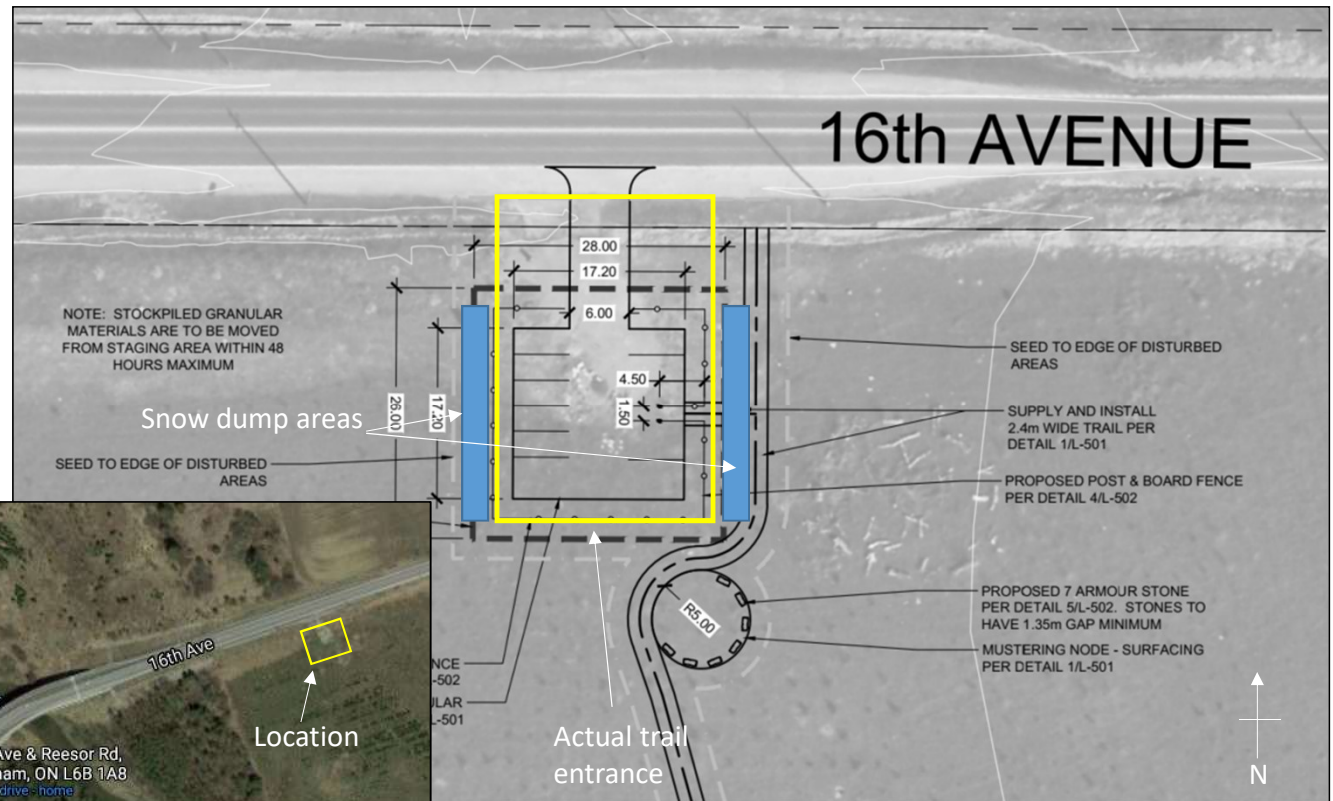 16th AVENUE
28.00
17.20
6.00
NOTE: STOCKPILED GRANULAR
MATERIALS ARE TO BE MOVED
FROM STAGING AREA WITHIN 48
HOURS MAXIMUM
26.00
17.20
4.50
1.50
Snow dump areas
SEED TO EDGE OF DISTURBED
AREAS
SEED TO EDGE OF DISTURBED
AREAS
SUPPLY AND INSTALL
2.4m WIDE TRAIL PER
DETAIL 1/L-501
PROPOSED POST & BOARD FENCE
PER DETAIL 4/L-502
PROPOSED 7 ARMOUR STONE
PER DETAIL 5/L-502. STONES TO
HAVE 1.35m GAP MINIMUM
MUSTERING NODE - SURFACING
PER DETAIL 1/L-501
R5.00
NCE
-502
LAR
L-501
Actual trail
entrance
N
16th Ave
Location
Ave & Reesor Rd,
am, ON L6B 1A8
drive - home